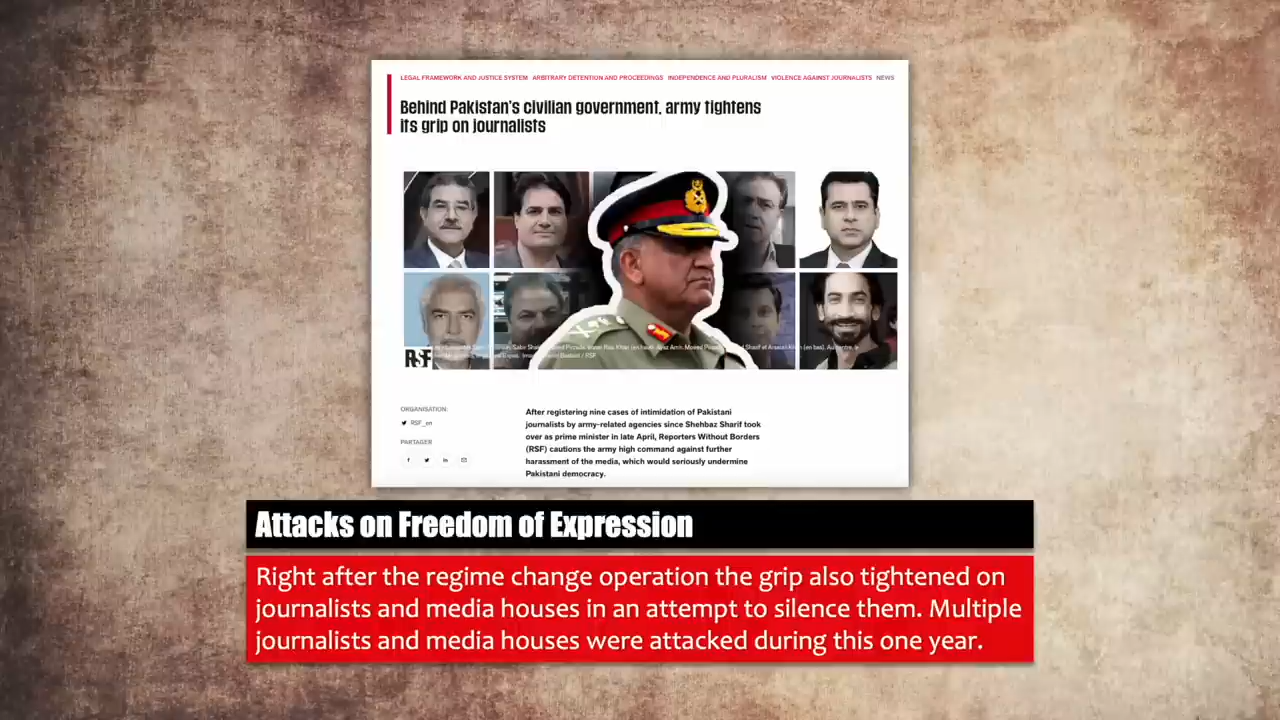 LEGAL FRAMEWORK AND JUSTICE SYSTEM ARBITRARY DETENTION AND PROCEEDINGS INDEPENDENCE AND PLURALISM VIOLENCE AGAINST JOURNALISTS NEWS
Behind Pakistan's civilian government, army tightens
its grip on journalists
RSF
ORGANISATION:
RSF_en
PARTAGER
After registering nine cases of intimidation of Pakistani
journalists by army-related agencies since Shehbaz Sharif took
over as prime minister in late April, Reporters Without Borders
(RSF) cautions the army high command against further
harassment of the media, which would seriously undermine
Pakistani democracy.
Attacks on Freedom of Expression
Right after the regime change operation the grip also tightened on
journalists and media houses in an attempt to silence them. Multiple
journalists and media houses were attacked during this one year.